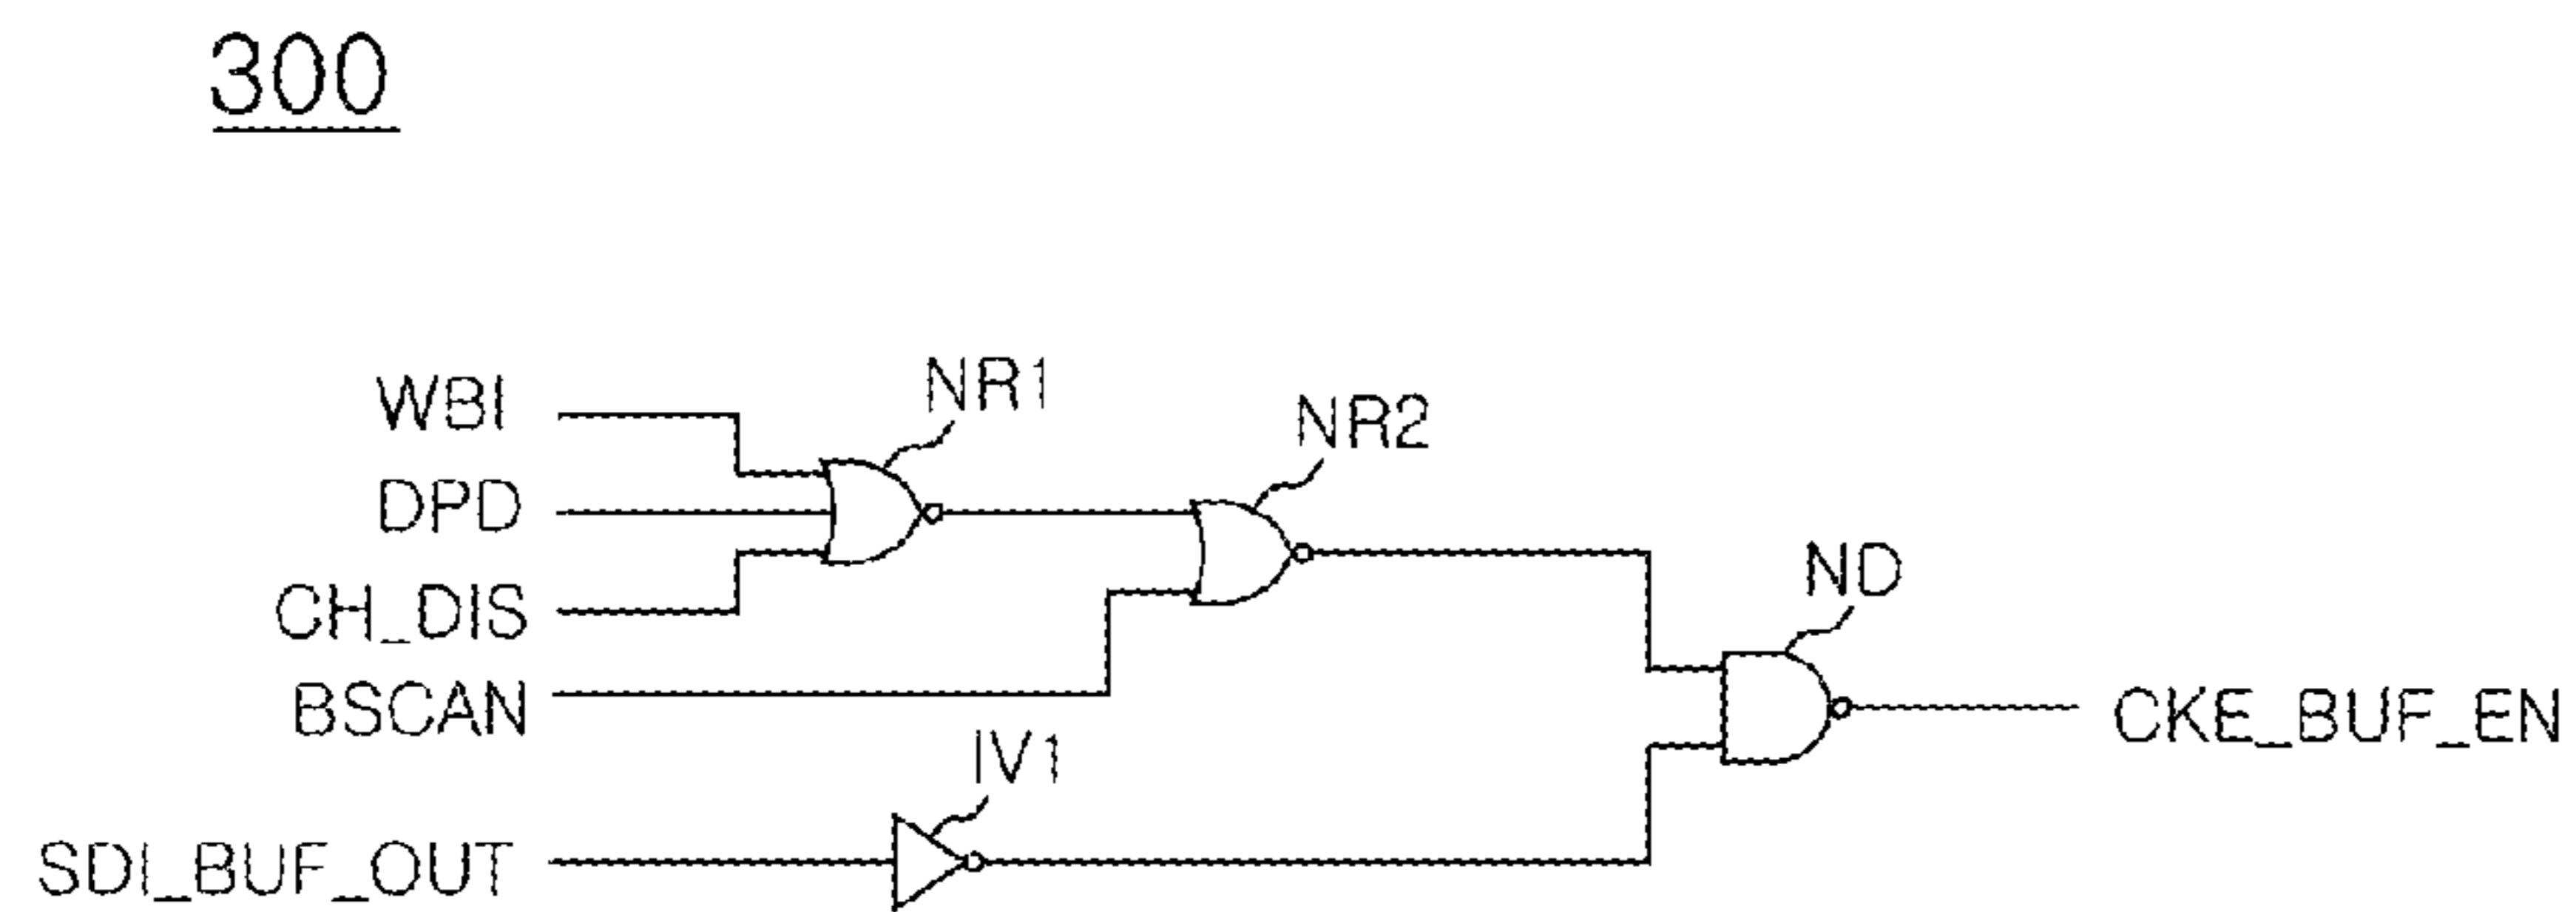 300
WBI
NR1
NR2
DPD
ND
CH_DIS
BSCAN
CKE_BUF_EN
IV1
SDI_BUF_OUT